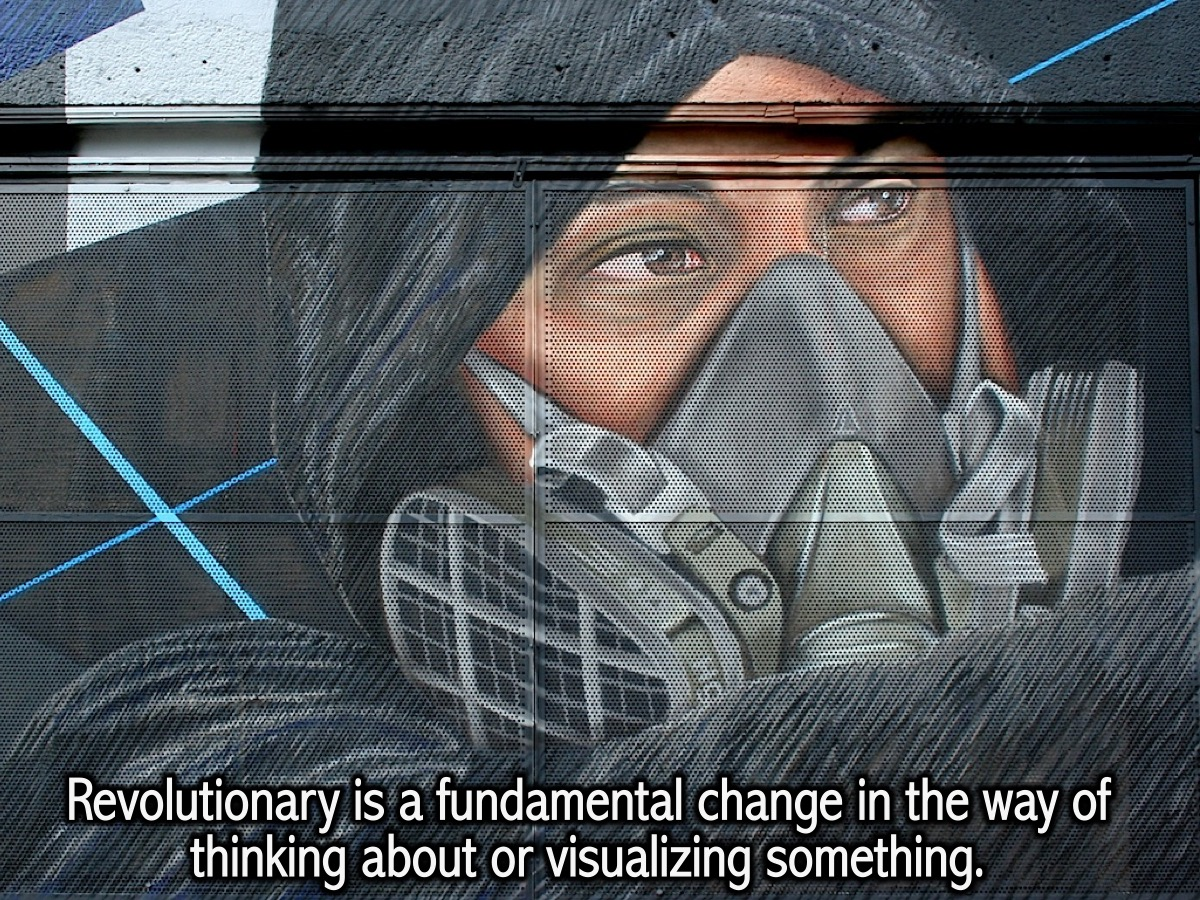 Revolutionary is a fundamental change in the way of
thinking about or visualizing something.